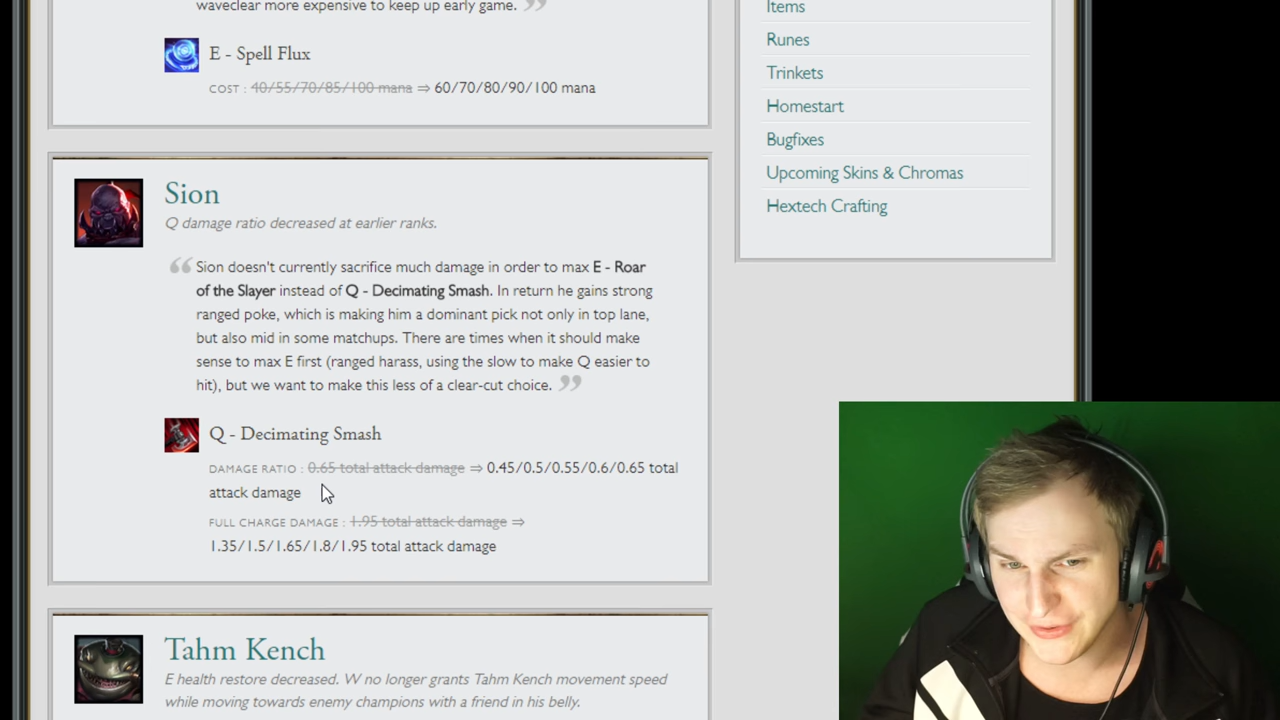 waveclear more expensive to keep up early game. ”
E - Spell Flux
COST : 40/55/70/85/100 mana ⇒ 60/70/80/90/100 mana
Sion
Q damage ratio decreased at earlier ranks.
“ Sion doesn't currently sacrifice much damage in order to max E - Roar
of the Slayer instead of Q - Decimating Smash. In return he gains strong
ranged poke, which is making him a dominant pick not only in top lane,
but also mid in some matchups. There are times when it should make
sense to max E first (ranged harass, using the slow to make Q easier to
hit), but we want to make this less of a clear-cut choice. ”
Q - Decimating Smash
DAMAGE RATIO : 0.65 total attack damage ⇒ 0.45/0.5/0.55/0.6/0.65 total
attack damage
FULL CHARGE DAMAGE : 1.95 total attack damage ⇒
1.35/1.5/1.65/1.8/1.95 total attack damage
Tahm Kench
E health restore decreased. W no longer grants Tahm Kench movement speed
while moving towards enemy champions with a friend in his belly.
Items
Runes
Trinkets
Homestart
Bugfixes
Upcoming Skins & Chromas
Hextech Crafting